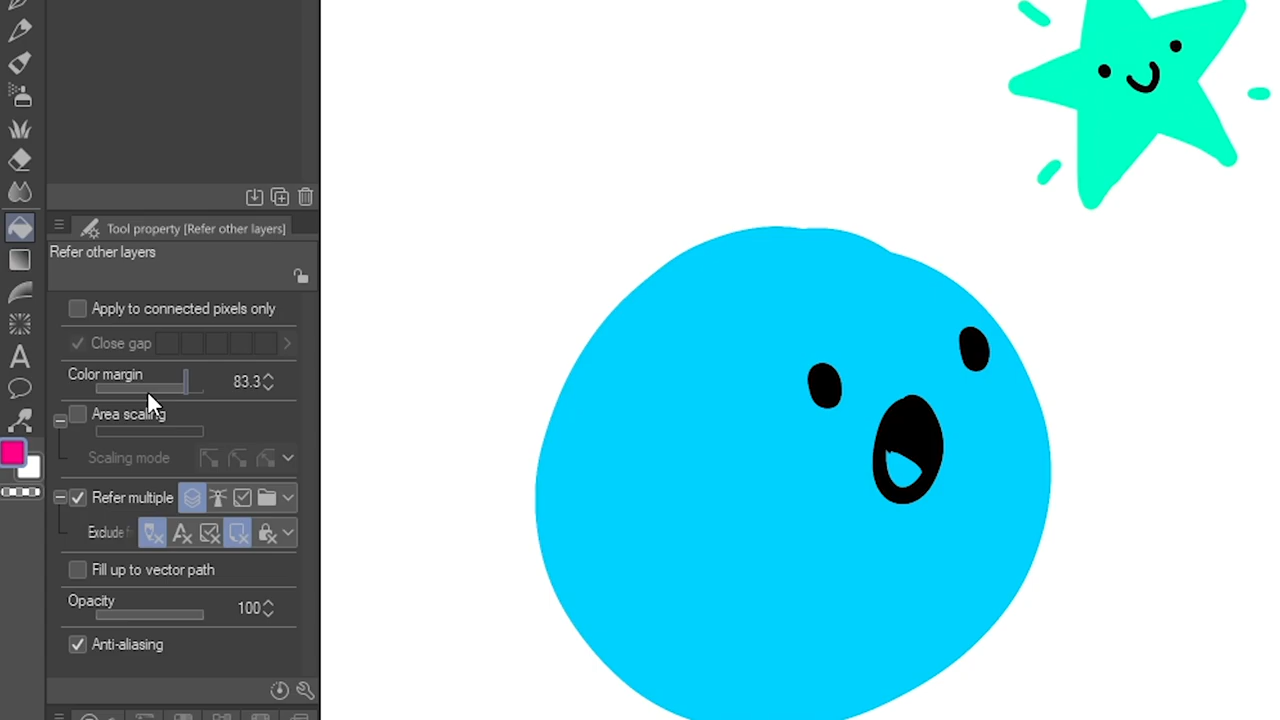 Tool property [Refer other layers]
Refer other layers
Apply to connected pixels only
Close gap
Color margin 83.3
Area scaling
Scaling mode
Refer multiple
Exclude
Fill up to vector path
Opacity 100
Anti-aliasing